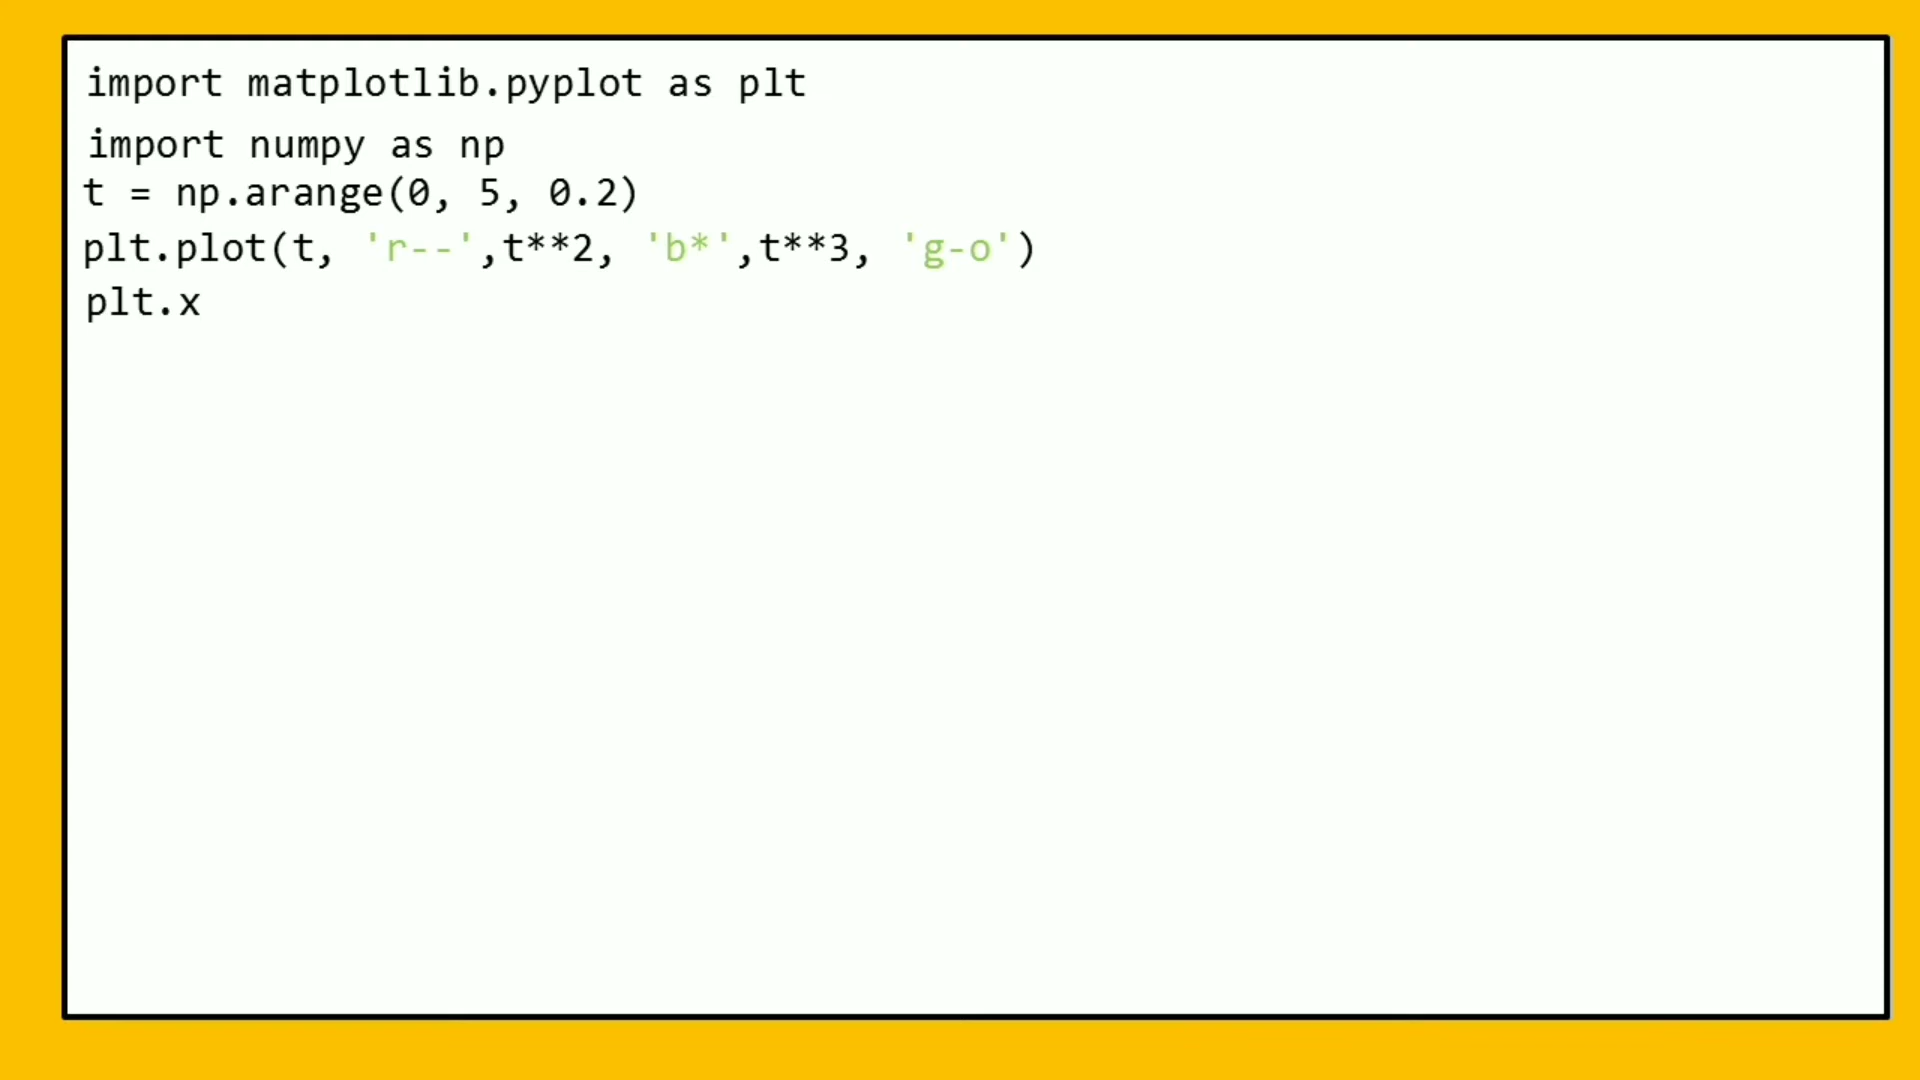 import matplotlib.pyplot as plt
import numpy as np
t = np.arange(0, 5, 0.2)
plt.plot(t, 'r--',t**2, 'b*',t**3, 'g-o')
plt.x